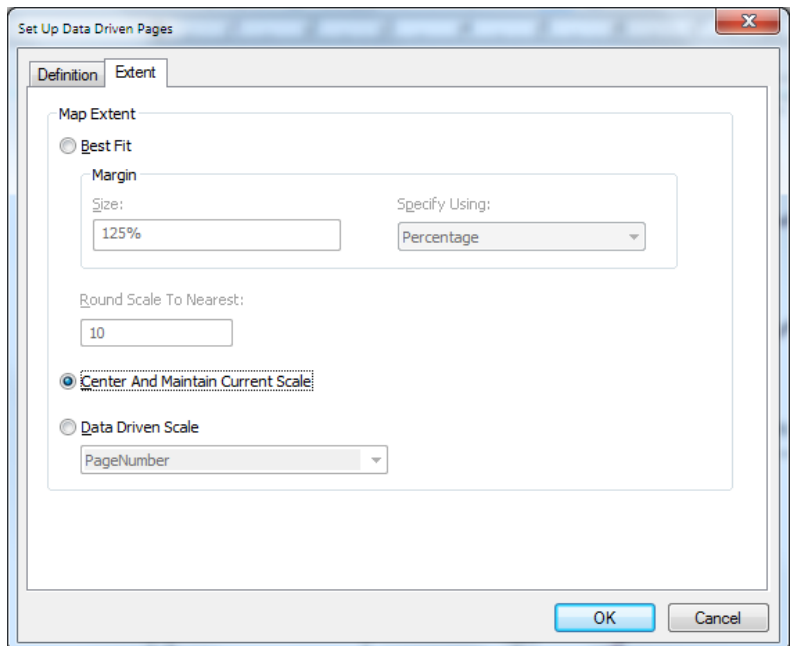 Set Up Data Driven Pages
Definition Extent
Map Extent
Best Fit
Margin
Size: Specify Using:
125% Percentage
Round Scale To Nearest:
10
Center And Maintain Current Scale
Data Driven Scale
PageNumber
OK Cancel